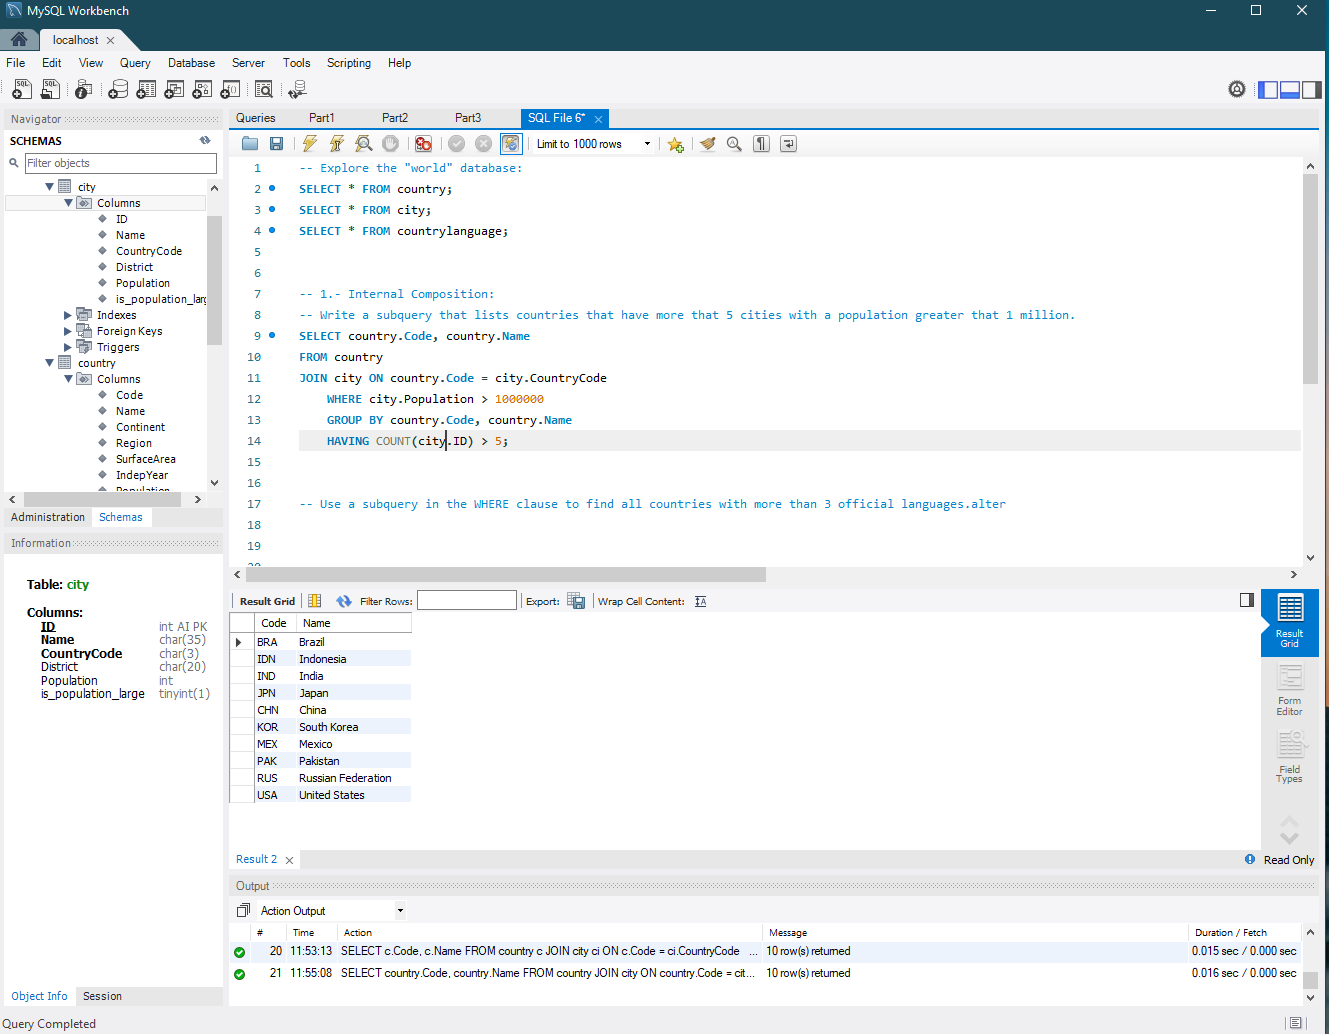 MySQL Workbench
localhost
File Edit View Query Database Server Tools Scripting Help
Navigator
SCHEMAS
Filter objects
city
Columns
ID
Name
CountryCode
District
Population
is_population_larg
Indexes
Foreign Keys
Triggers
country
Columns
Code
Name
Continent
Region
SurfaceArea
IndepYear
Population
Administration Schemas
Information
Table: city
Columns:
ID int AI PK
Name char(35)
CountryCode char(3)
District char(20)
Population int
is_population_large tinyint(1)
Object Info Session
Query Completed
Queries Part1 Part2 Part3 SQL File 6*
Limit to 1000 rows
1 -- Explore the "world" database:
2 SELECT * FROM country;
3 SELECT * FROM city;
4 SELECT * FROM countrylanguage;
5
6
7 -- 1.- Internal Composition:
8 -- Write a subquery that lists countries that have more that 5 cities with a population greater that 1 million.
9 SELECT country.Code, country.Name
10 FROM country
11 JOIN city ON country.Code = city.CountryCode
12 WHERE city.Population > 1000000
13 GROUP BY country.Code, country.Name
14 HAVING COUNT(city.ID) > 5;
15
16
17 -- Use a subquery in the WHERE clause to find all countries with more than 3 official languages.alter
18
19
20
Result Grid Filter Rows: Export: Wrap Cell Content:
Code Name
BRA Brazil
IDN Indonesia
IND India
JPN Japan
CHN China
KOR South Korea
MEX Mexico
PAK Pakistan
RUS Russian Federation
USA United States
Result Grid
Form Editor
Field Types
Result 2
Read Only
Output
Action Output
# Time Action Message Duration / Fetch
20 11:53:13 SELECT c.Code, c.Name FROM country c JOIN city ci ON c.Code = ci.CountryCode ... 10 row(s) returned 0.015 sec / 0.000 sec
21 11:55:08 SELECT country.Code, country.Name FROM country JOIN city ON country.Code = cit... 10 row(s) returned 0.016 sec / 0.000 sec